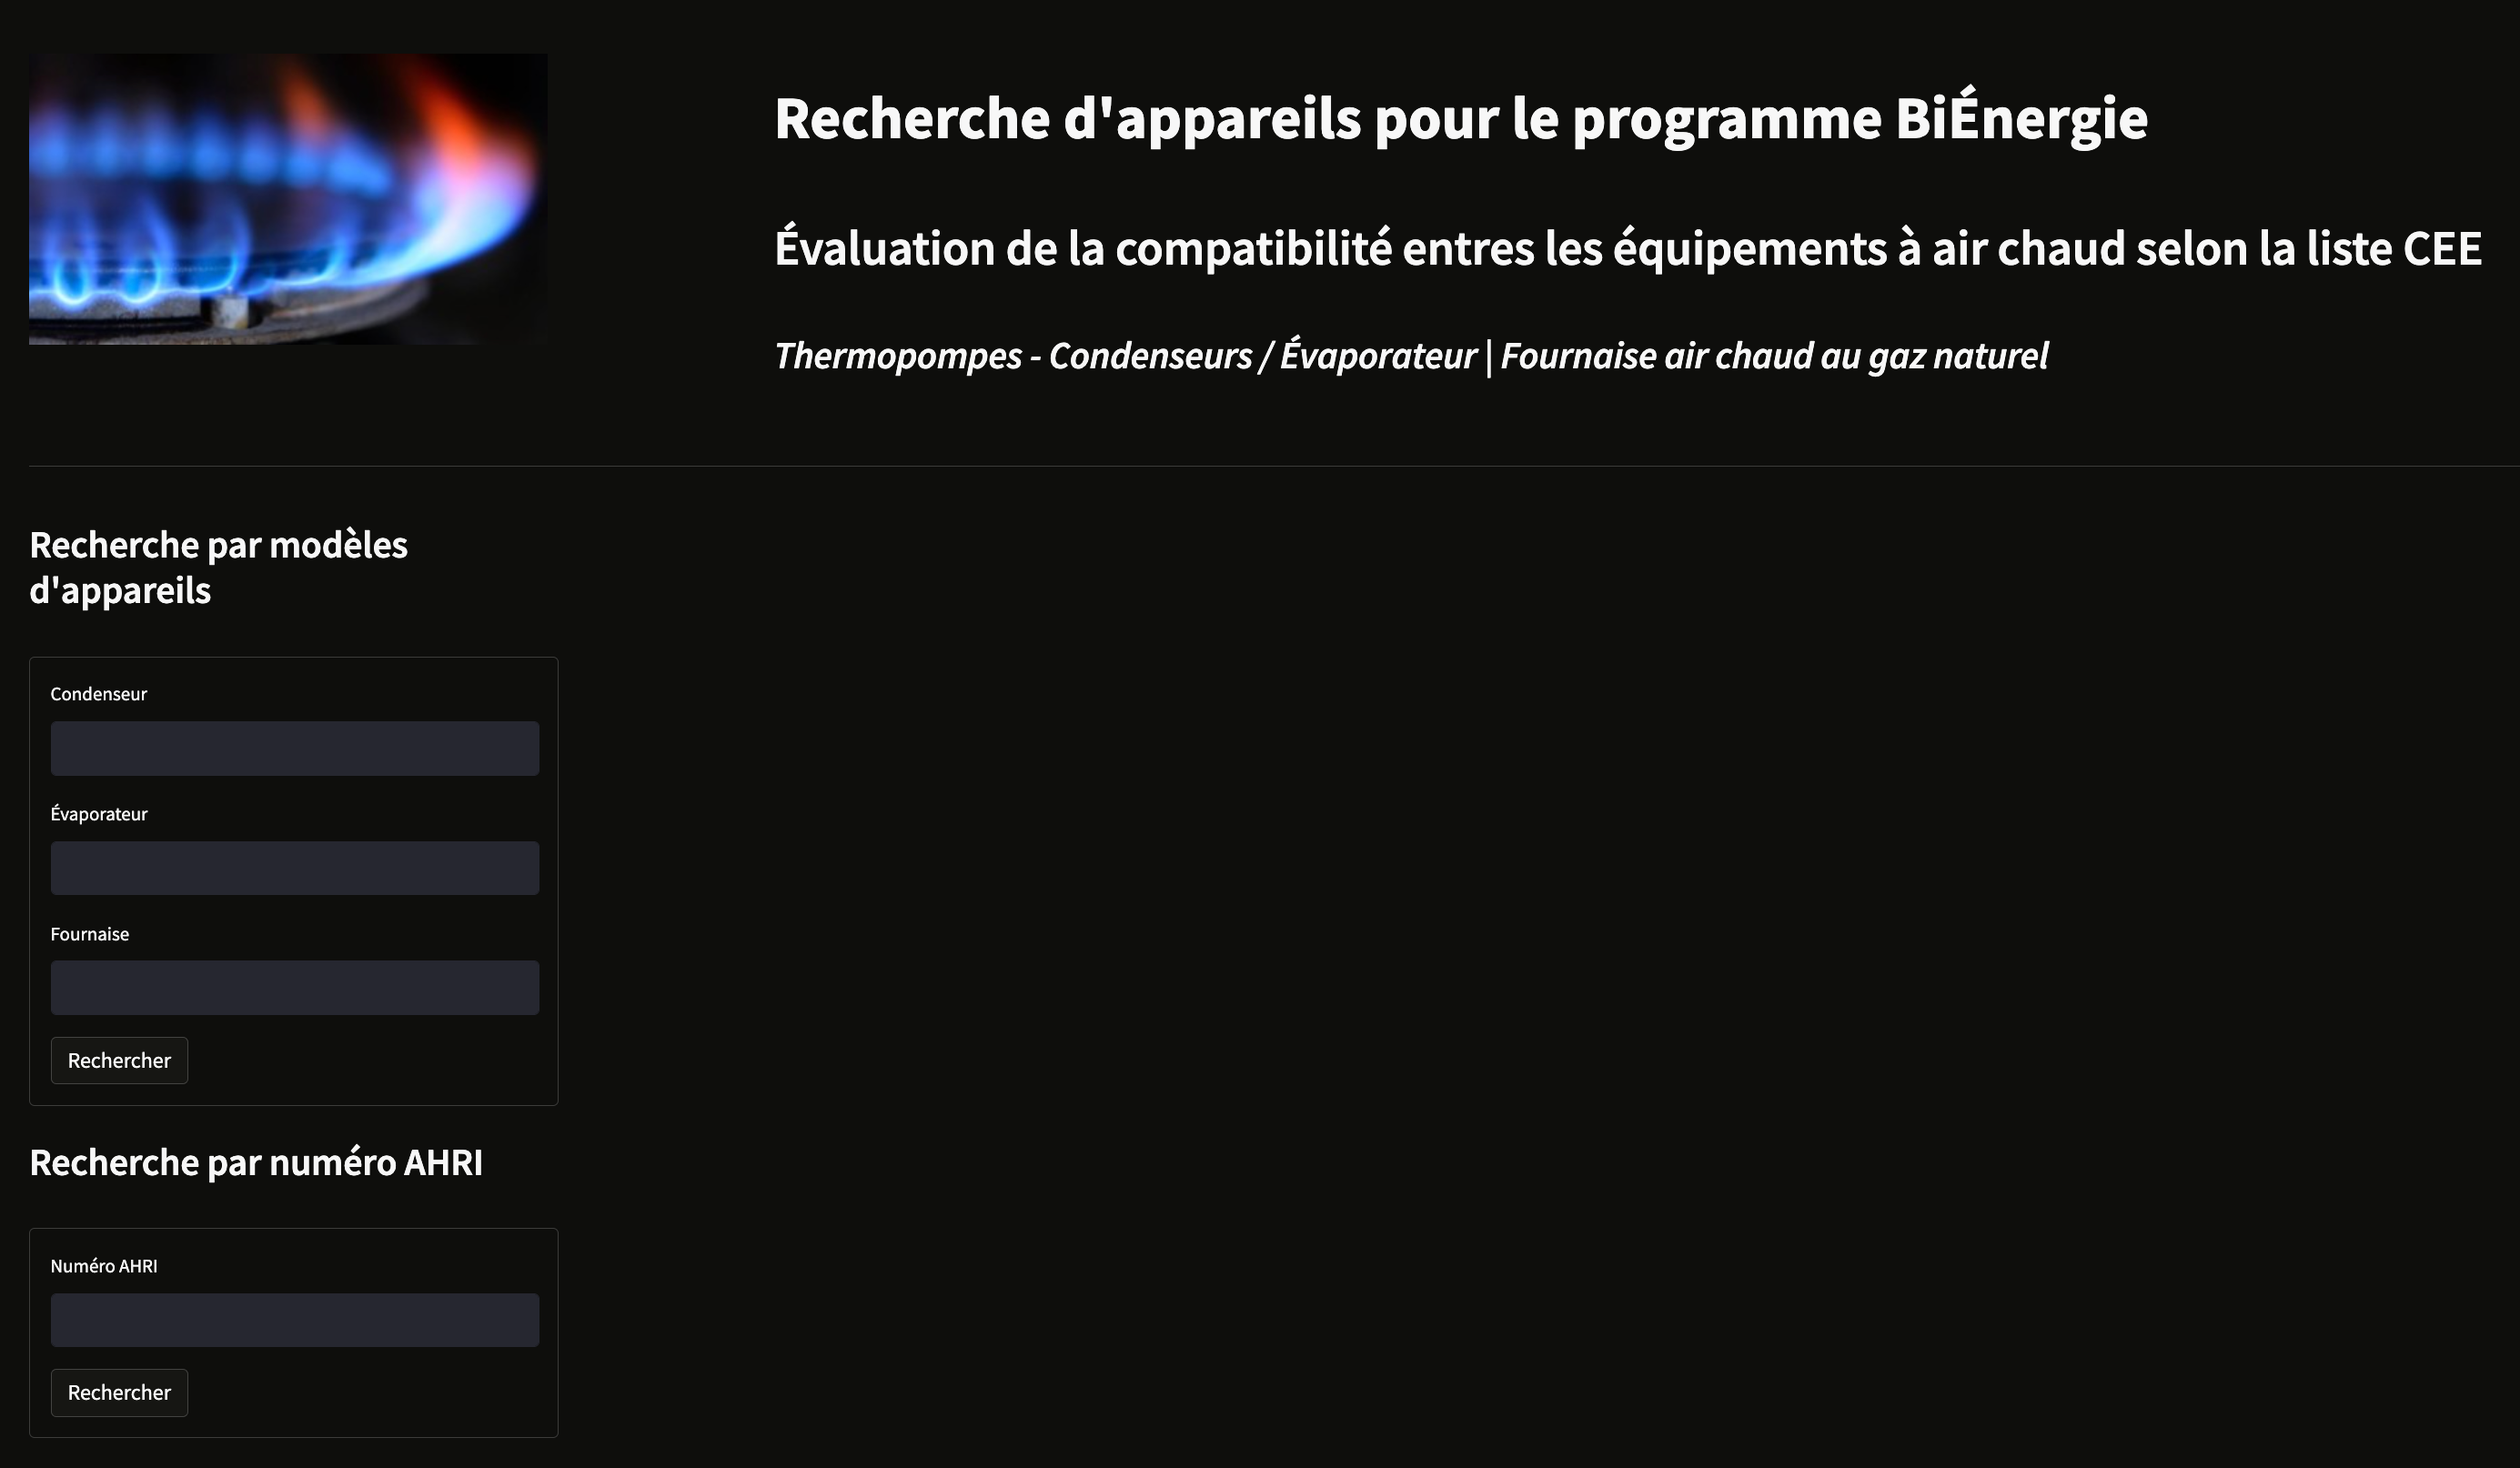 Recherche d'appareils pour le programme BiÉnergie
Évaluation de la compatibilité entres les équipements à air chaud selon la liste CEE
Thermopompes - Condenseurs / Évaporateur | Fournaise air chaud au gaz naturel
Recherche par modèles
d'appareils
Condenseur
Évaporateur
Fournaise
Rechercher
Recherche par numéro AHRI
Numéro AHRI
Rechercher